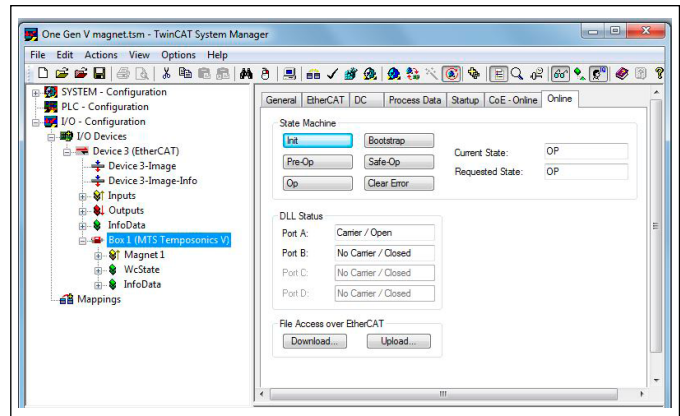 One Gen V magnet.tsm - TwinCAT System Manager
File Edit Actions View Options Help
SYSTEM - Configuration
PLC - Configuration
I/O - Configuration
I/O Devices
Device 3 (EtherCAT)
Device 3-Image
Device 3-Image-Info
Inputs
Outputs
InfoData
Box 1 (MTS Temposonics V)
Magnet 1
WcState
InfoData
Mappings
General EtherCAT DC Process Data Startup CoE - Online Online
State Machine
Init Bootstrap
Pre-Op Safe-Op
Op Clear Error
Current State: OP
Requested State: OP
DLL Status
Port A: Carrier / Open
Port B: No Carrier / Closed
Port C: No Carrier / Closed
Port D: No Carrier / Closed
File Access over EtherCAT
Download... Upload...